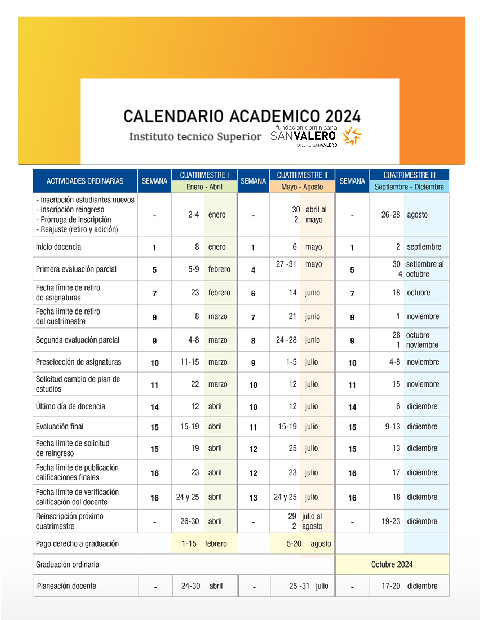 CALENDARIO ACADEMICO 2024
fundación dominicana
Instituto tecnico Superior SANVALERO
SANVALERO
ACTIVIDADES ORDINARIAS SEMANA CUATRIMESTRE I SEMANA CUATRIMESTRE II SEMANA CUATRIMESTRE III
Enero - Abril Mayo - Agosto Septiembre - Diciembre
- Inscripción estudiantes nuevos
- Inscripción reingreso
- Prórroga de Inscripción
- Reajuste (retiro y adición)
- 2-4 enero - 30 abril al
2 mayo - 26-28 agosto
Inicio docencia 1 8 enero 1 6 mayo 1 2 septiembre
Primera evaluación parcial 5 5-9 febrero 4 27 -31 mayo 5 30 setiembre al
4 octubre
Fecha límite de retiro
de asignaturas 7 23 febrero 6 14 junio 7 18 octubre
Fecha límite de retiro
del cuatrimestre 9 8 marzo 7 21 junio 9 1 noviembre
Segunda evaluación parcial 9 4-8 marzo 8 24 -28 junio 9 28 octubre
1 noviembre
Preselección de asignaturas 10 11-15 marzo 9 1-5 julio 10 4-8 noviembre
Solicitud cambio de plan de
estudios 11 22 marzo 10 12 julio 11 15 noviembre
Último día de docencia 14 12 abril 10 12 julio 14 6 diciembre
Evaluación final 15 15-19 abril 11 15-19 julio 15 9-13 diciembre
Fecha límite de solicitud
de reingreso 15 19 abril 12 25 julio 15 13 diciembre
Fecha límite de publicación
calificaciones finales 16 23 abril 12 23 julio 16 17 diciembre
Fecha límite de verificación
calificación del docente 16 24 y 25 abril 13 24 y 25 julio 16 18 diciembre
Reinscripción próximo
cuatrimestre - 26-30 abril - 29 julio al
2 agosto - 19-23 diciembre
Pago derecho a graduación 1-15 febrero 5-20 agosto
Graduación ordinaria Octubre 2024
Planeación docente - 24-30 abril - 25 -31 julio - 17-20 diciembre